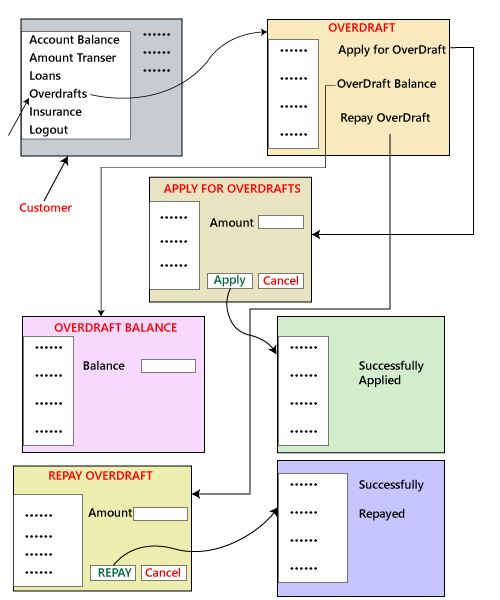 Account Balance
Amount Transer
Loans
Overdrafts
Insurance
Logout
Customer
OVERDRAFT
Apply for OverDraft
OverDraft Balance
Repay OverDraft
APPLY FOR OVERDRAFTS
Amount
Apply
Cancel
OVERDRAFT BALANCE
Balance
Successfully
Applied
REPAY OVERDRAFT
Amount
REPAY
Cancel
Successfully
Repayed